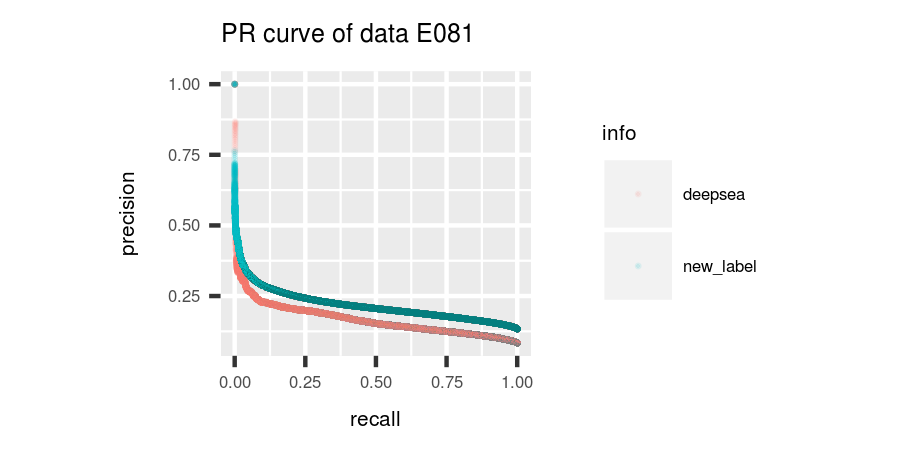 PR curve of data E081
precision
1.00
0.75
0.50
0.25
0.00 0.25 0.50 0.75 1.00
recall
info
deepsea
new_label